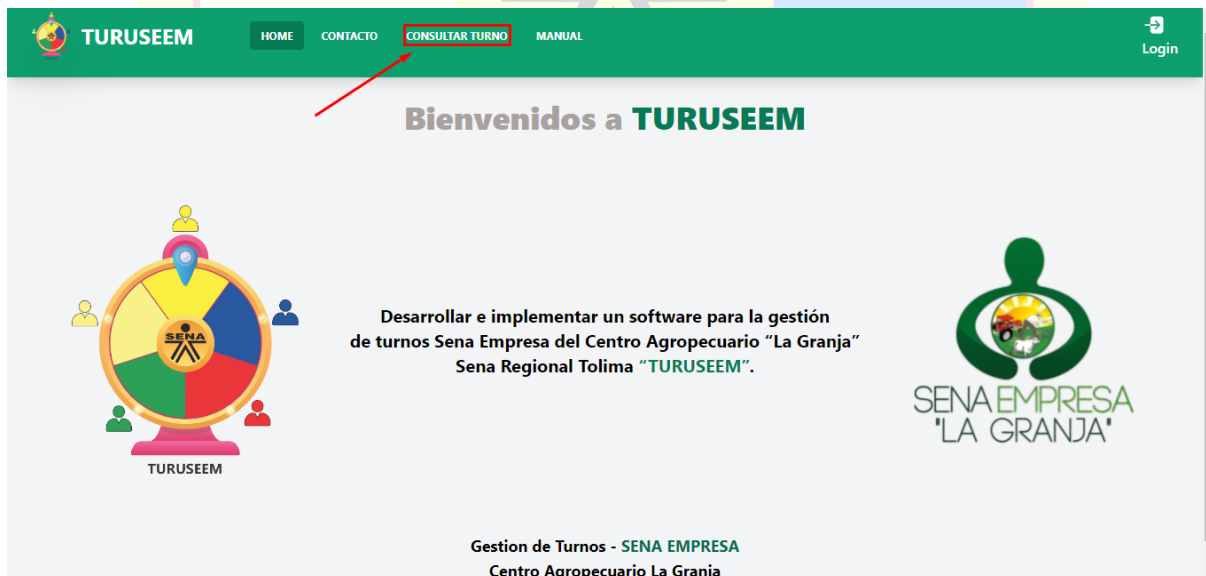 TURUSEEM
HOME CONTACTO CONSULTAR TURNO MANUAL
Login
Bienvenidos a TURUSEEM
SENA
TURUSEEM
Desarrollar e implementar un software para la gestión
de turnos Sena Empresa del Centro Agropecuario “La Granja”
Sena Regional Tolima “TURUSEEM”.
SENA EMPRESA
"LA GRANJA"
Gestion de Turnos - SENA EMPRESA
Centro Agropecuario La Granja